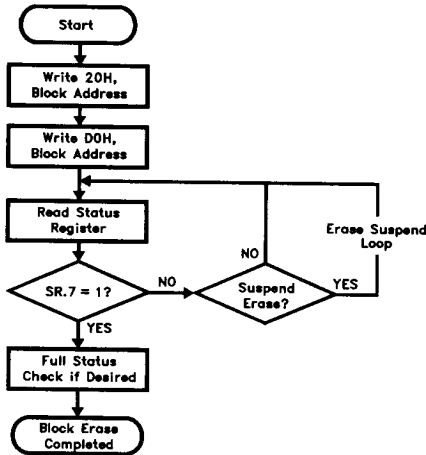 Start
Write 20H,
Block Address
Write D0H,
Block Address
Read Status
Register
Erase Suspend
Loop
NO
SR.7 = 1?
NO
Suspend
Erase?
YES
YES
Full Status
Check if Desired
Block Erase
Completed